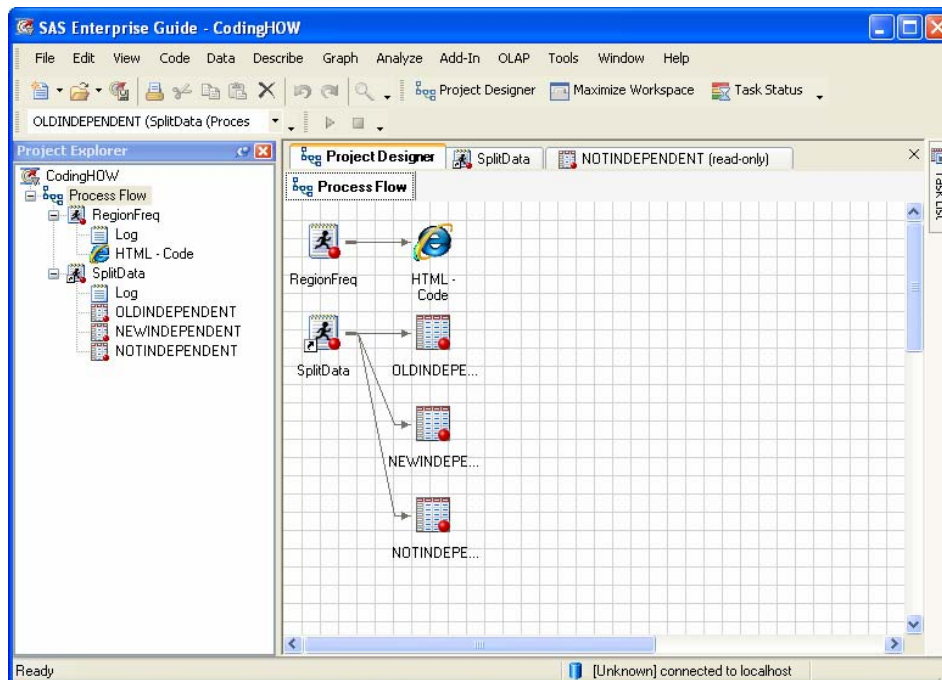 SAS Enterprise Guide - CodingHOW
File Edit View Code Data Describe Graph Analyze Add-In OLAP Tools Window Help
Project Designer Maximize Workspace Task Status
OLDINDEPENDENT (SplitData (Proces
Project Explorer
CodingHOW
Process Flow
RegionFreq
Log
HTML - Code
SplitData
Log
OLDINDEPENDENT
NEWINDEPENDENT
NOTINDEPENDENT
Project Designer SplitData NOTINDEPENDENT (read-only)
Process Flow
RegionFreq HTML -
Code
SplitData OLDINDEPE...
NEWINDEPE...
NOTINDEPE...
Task List
Ready [Unknown] connected to localhost